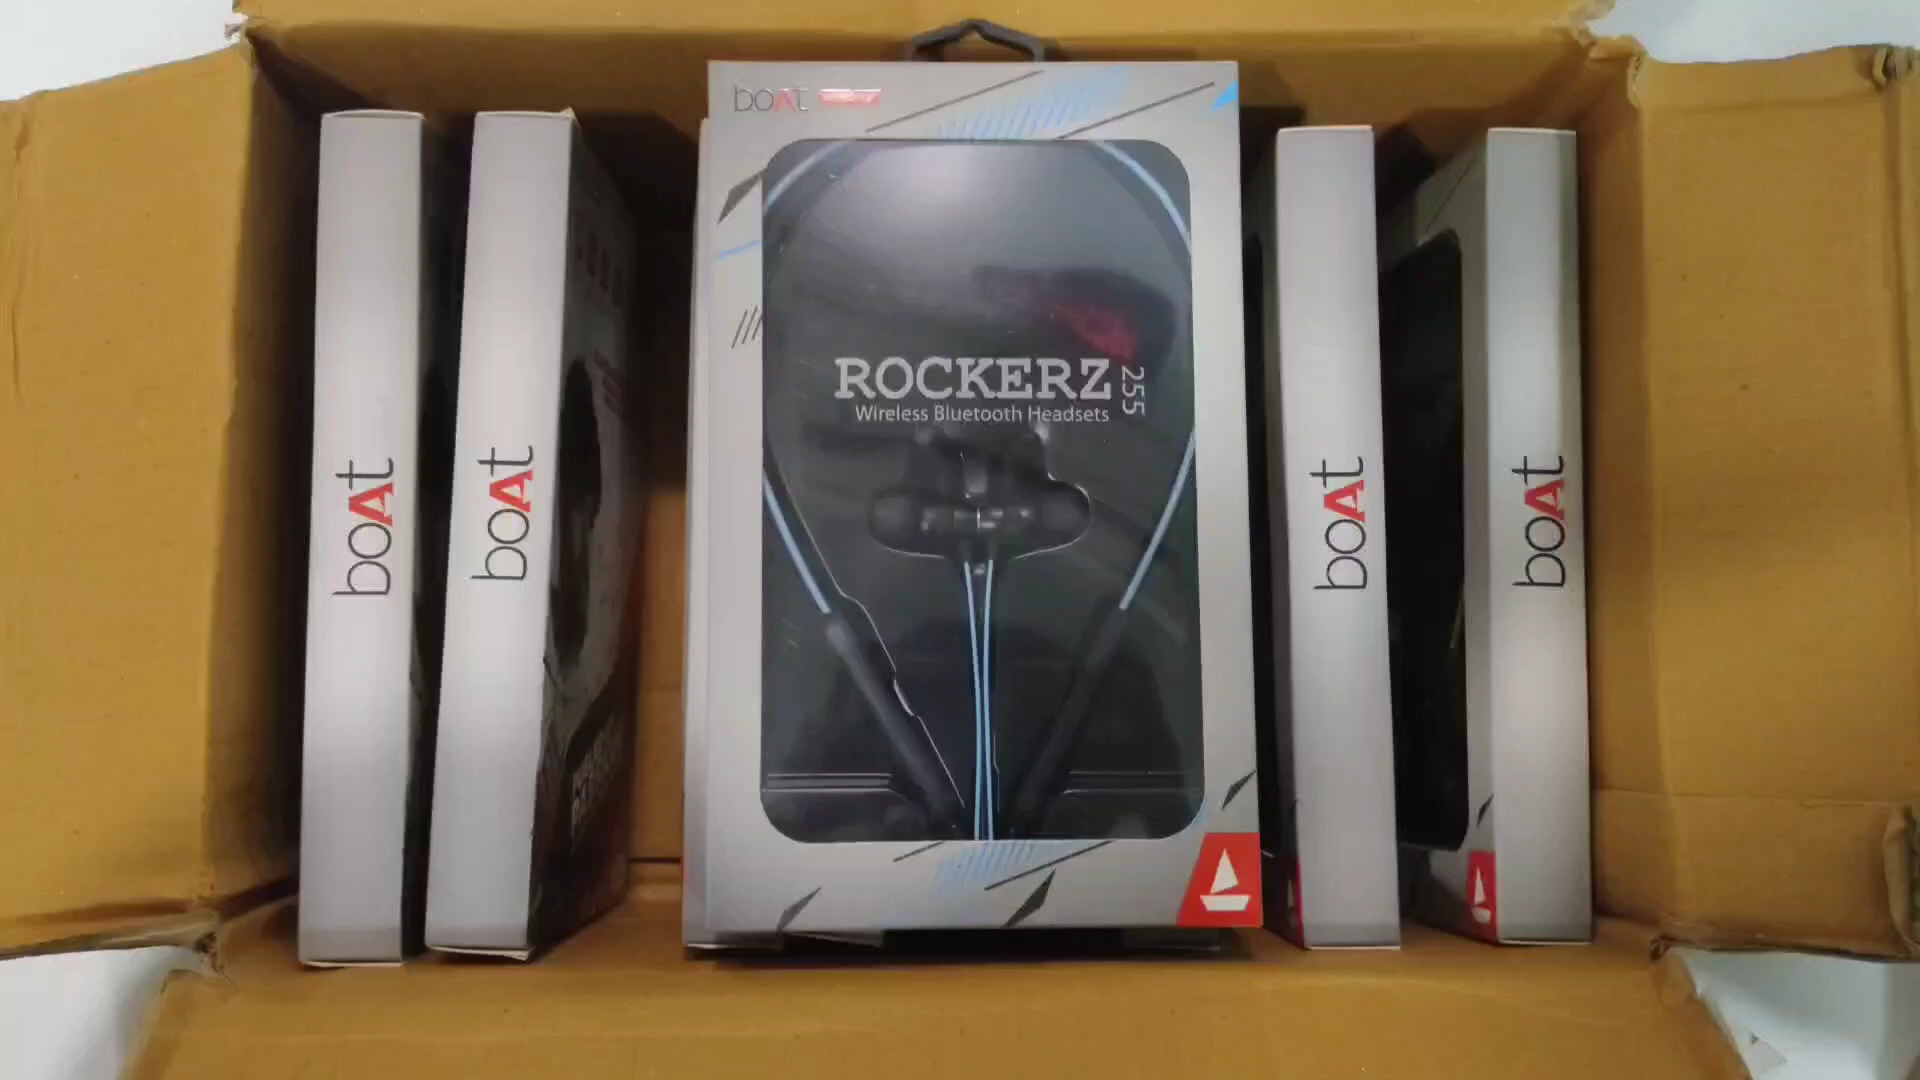 boAt
boAt
boAt
ROCKERZ 255
Wireless Bluetooth Headsets
boAt
boAt